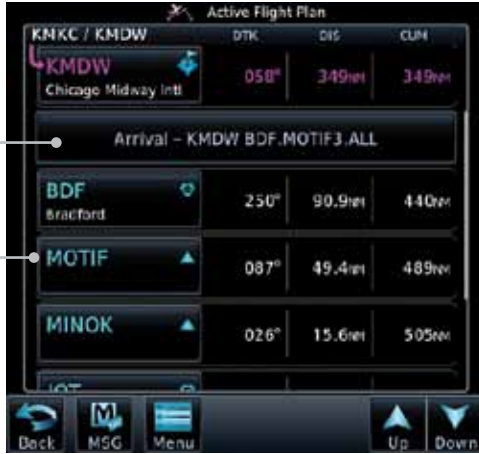 Active Flight Plan
KMKC / KMDW DTK DIS CUM
KMDW
Chicago Midway Intl
058° 349NM 349NM
Arrival – KMDW BDF.MOTIF3.ALL
BDF
Bradford
250° 90.9NM 440NM
MOTIF 087° 49.4NM 489NM
MINOK 026° 15.6NM 505NM
JOT
Back MSG Menu Up Down